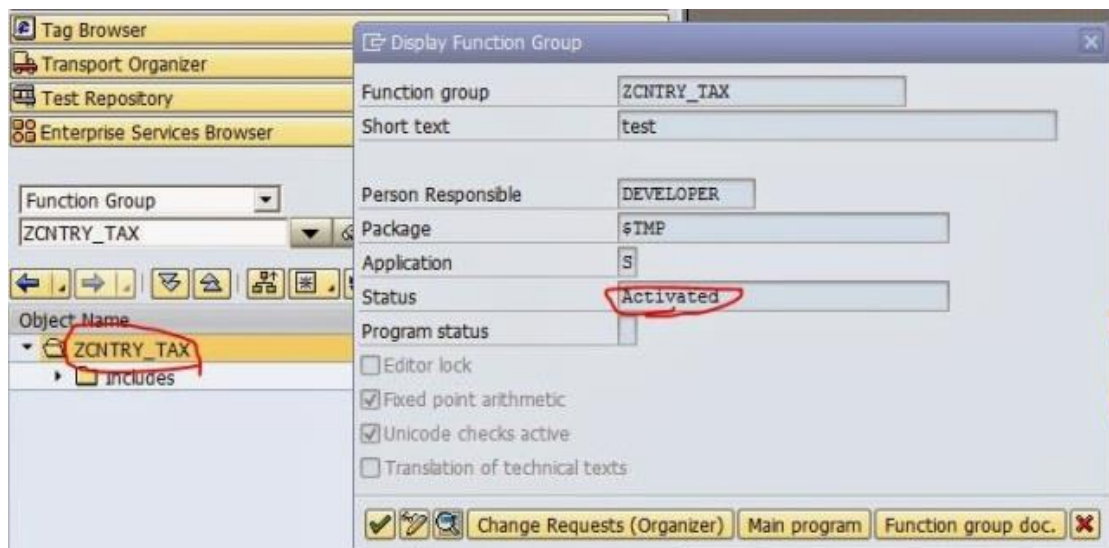 Tag Browser
Transport Organizer
Test Repository
Enterprise Services Browser
Function Group
ZCNTRY_TAX
Object Name
ZCNTRY_TAX
Includes
Display Function Group
Function group ZCNTRY_TAX
Short text test
Person Responsible DEVELOPER
Package $TMP
Application S
Status Activated
Program status
Editor lock
Fixed point arithmetic
Unicode checks active
Translation of technical texts
Change Requests (Organizer) Main program Function group doc.